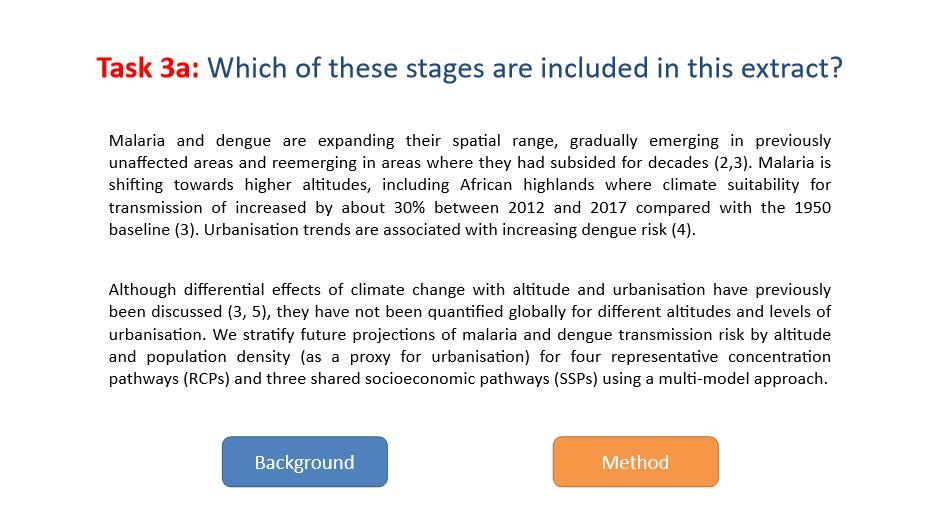 Task 3a: Which of these stages are included in this extract?
Malaria and dengue are expanding their spatial range, gradually emerging in previously
unaffected areas and reemerging in areas where they had subsided for decades (2,3). Malaria is
shifting towards higher altitudes, including African highlands where climate suitability for
transmission of increased by about 30% between 2012 and 2017 compared with the 1950
baseline (3). Urbanisation trends are associated with increasing dengue risk (4).
Although differential effects of climate change with altitude and urbanisation have previously
been discussed (3, 5), they have not been quantified globally for different altitudes and levels of
urbanisation. We stratify future projections of malaria and dengue transmission risk by altitude
and population density (as a proxy for urbanisation) for four representative concentration
pathways (RCPs) and three shared socioeconomic pathways (SSPs) using a multi-model approach.
Background
Method